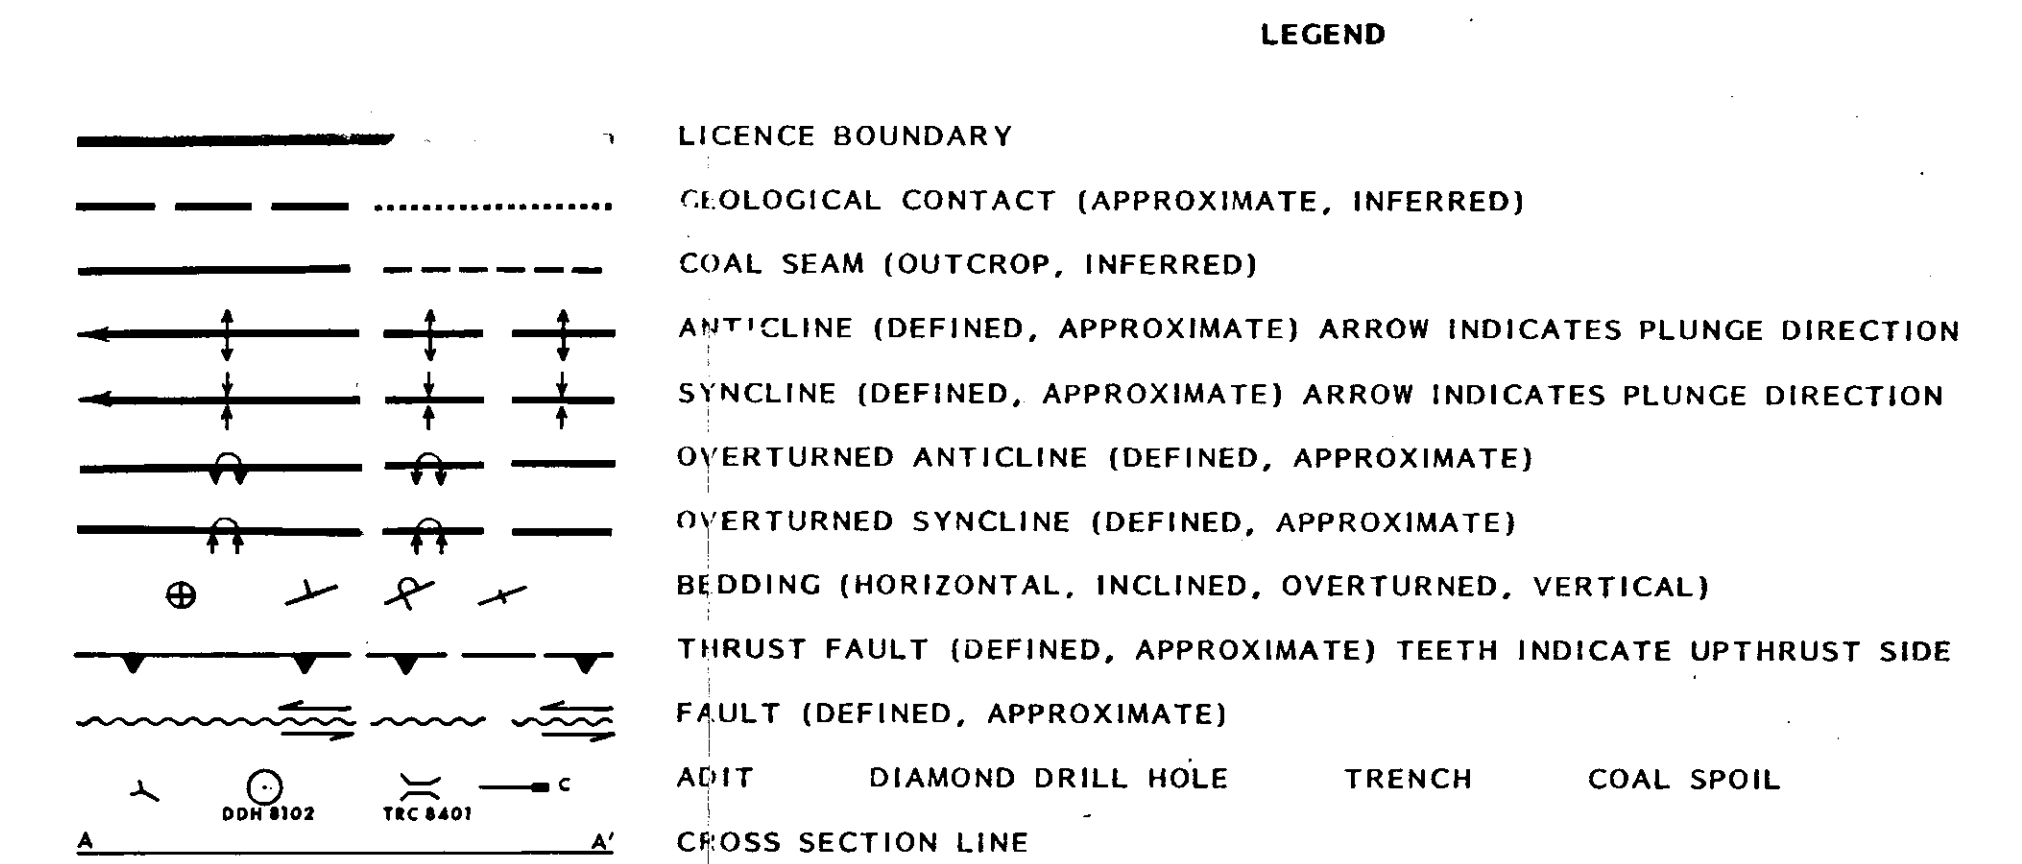 LEGEND
LICENCE BOUNDARY
GEOLOGICAL CONTACT (APPROXIMATE, INFERRED)
COAL SEAM (OUTCROP, INFERRED)
ANTICLINE (DEFINED, APPROXIMATE) ARROW INDICATES PLUNGE DIRECTION
SYNCLINE (DEFINED, APPROXIMATE) ARROW INDICATES PLUNGE DIRECTION
OVERTURNED ANTICLINE (DEFINED, APPROXIMATE)
OVERTURNED SYNCLINE (DEFINED, APPROXIMATE)
BEDDING (HORIZONTAL, INCLINED, OVERTURNED, VERTICAL)
THRUST FAULT (DEFINED, APPROXIMATE) TEETH INDICATE UPTHRUST SIDE
FAULT (DEFINED, APPROXIMATE)
C ADIT DIAMOND DRILL HOLE TRENCH COAL SPOIL
DDH 8102 TRC 8401
A A' CROSS SECTION LINE